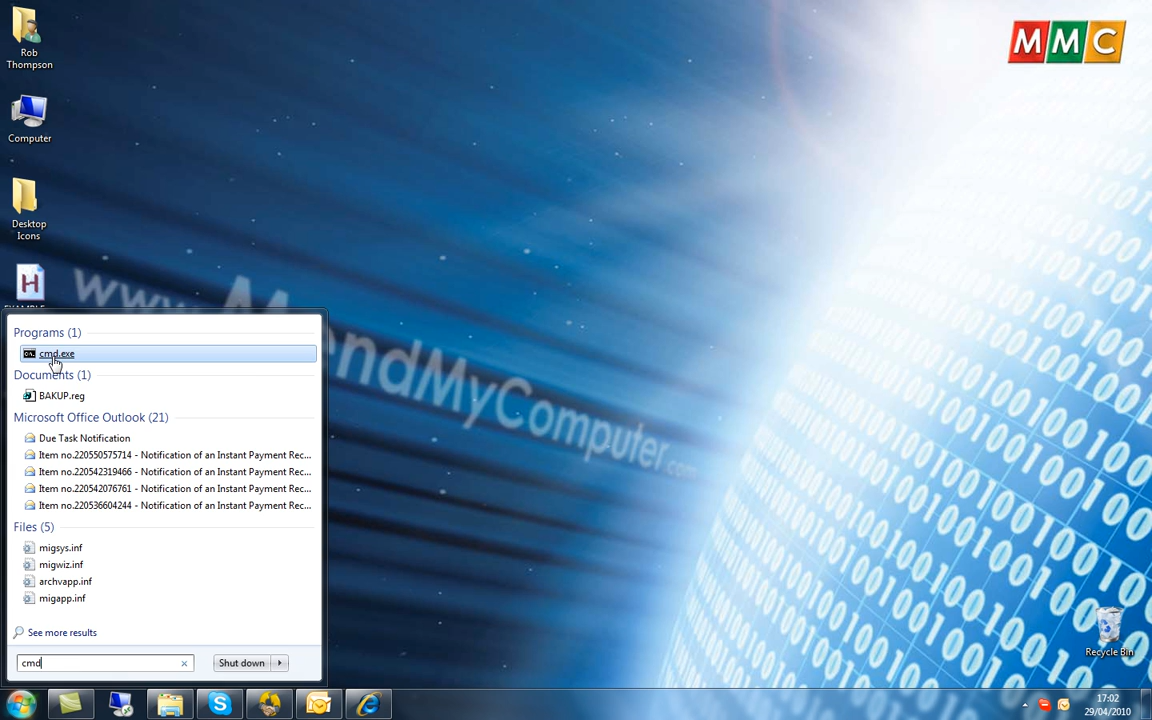 Rob
Thompson
MMC
Computer
Desktop
Icons
www.MendMyComputer.com
Programs (1)
cmd.exe
Documents (1)
BAKUP.reg
Microsoft Office Outlook (21)
Due Task Notification
Item no.220550575714 - Notification of an Instant Payment Rec...
Item no.220542319466 - Notification of an Instant Payment Rec...
Item no.220542076761 - Notification of an Instant Payment Rec...
Item no.220536604244 - Notification of an Instant Payment Rec...
Files (5)
migsys.inf
migwiz.inf
archvapp.inf
migapp.inf
See more results
cmd
Shut down
Recycle Bin
17:02
29/04/2010